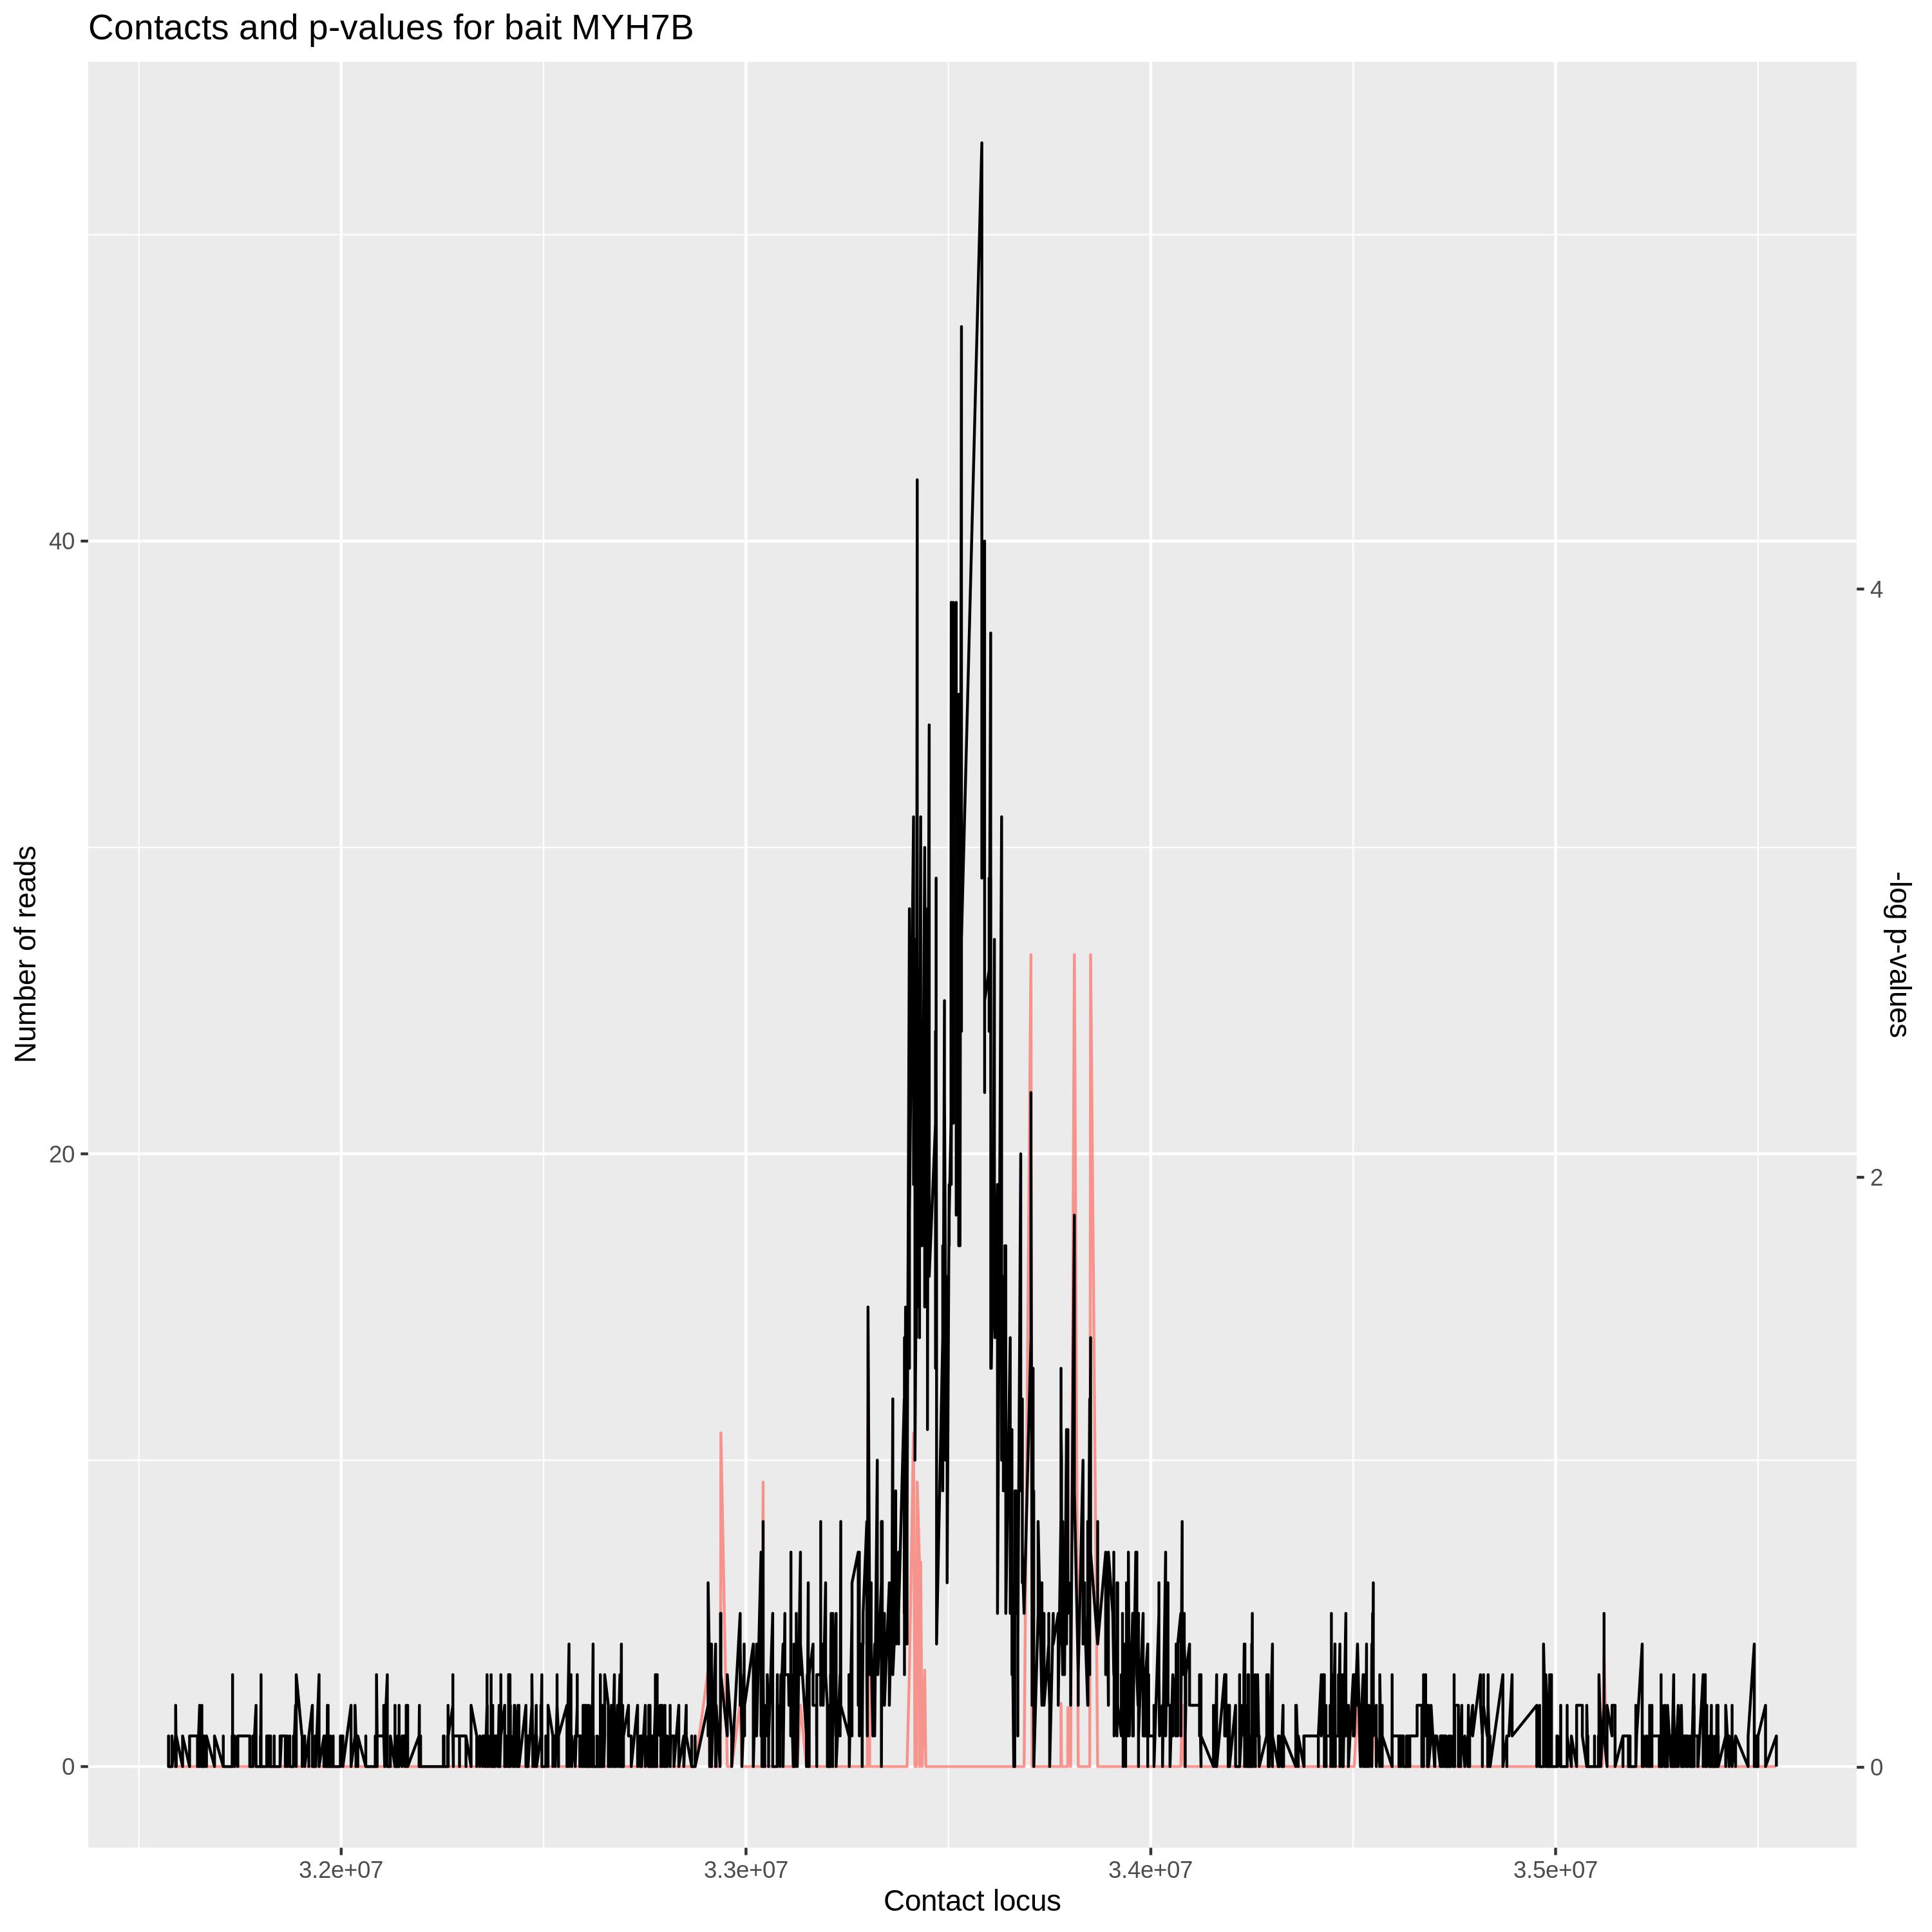 Contacts and p-values for bait MYH7B
Number of reads
40
20
0
4
2
0
-log p-values
3.2e+07
3.3e+07
3.4e+07
3.5e+07
Contact locus